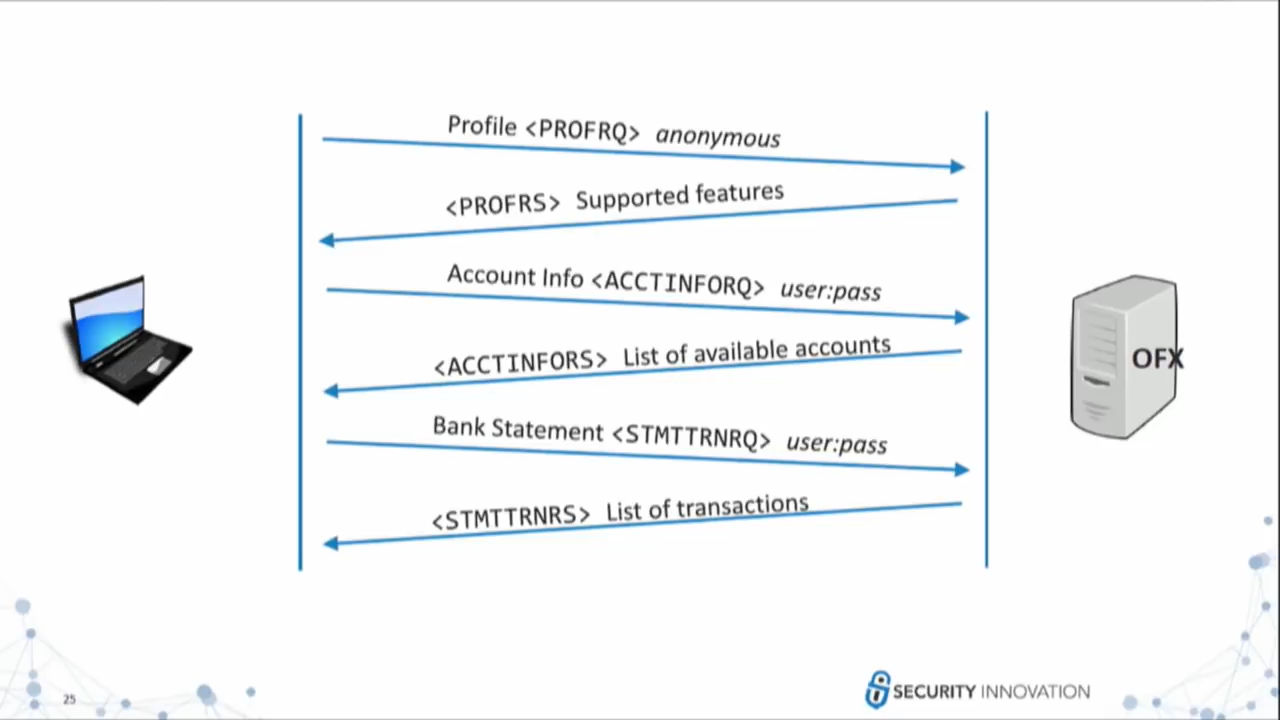 Profile <PROFRQ> anonymous
<PROFRS> Supported features
Account Info <ACCTINFORQ> user:pass
<ACCTINFORS> List of available accounts
OFX
Bank Statement <STMTTRNRQ> user:pass
<STMTTRNRS> List of transactions
25
SECURITY INNOVATION